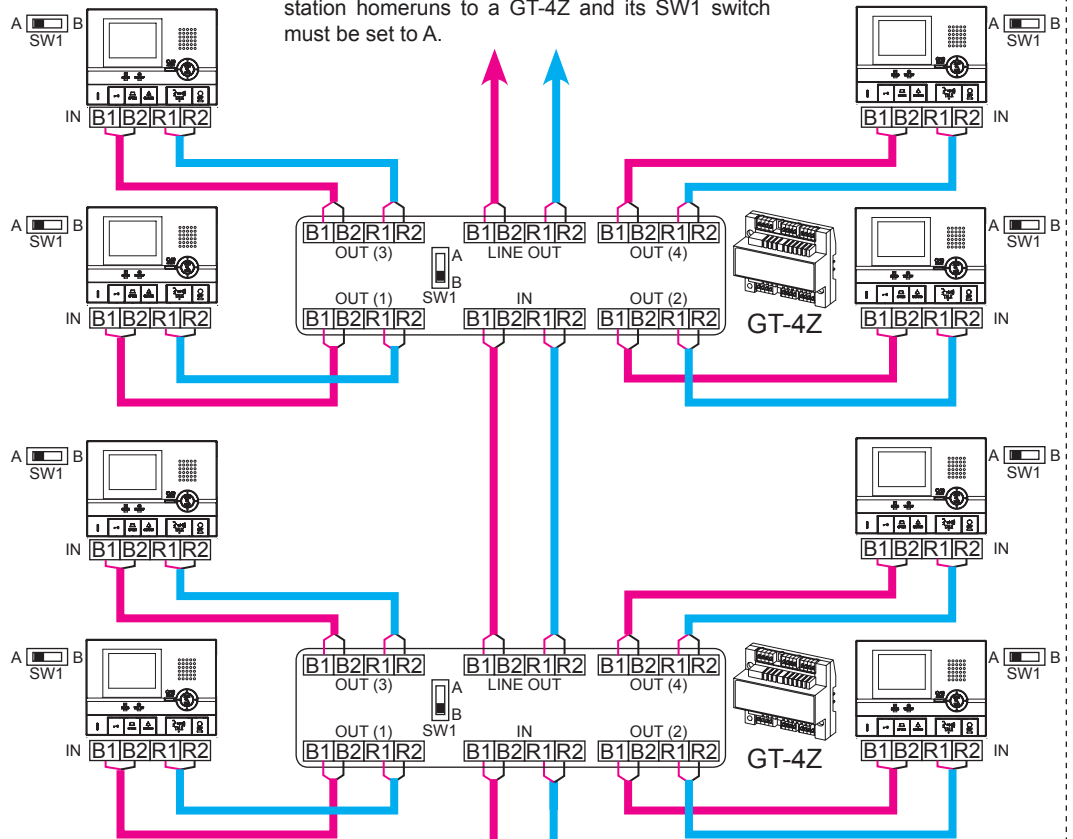 station homeruns to a GT-4Z and its SW1 switch
must be set to A.
A B
SW1
A B
SW1
IN B1 B2 R1 R2
B1 B2 R1 R2 IN
A B
SW1
A B
SW1
B1 B2 R1 R2 B1 B2 R1 R2 B1 B2 R1 R2
OUT (3) LINE OUT OUT (4)
A
B
SW1
OUT (1) IN OUT (2)
B1 B2 R1 R2 B1 B2 R1 R2 B1 B2 R1 R2
GT-4Z
IN B1 B2 R1 R2
B1 B2 R1 R2 IN
A B
SW1
A B
SW1
IN B1 B2 R1 R2
B1 B2 R1 R2 IN
A B
SW1
A B
SW1
B1 B2 R1 R2 B1 B2 R1 R2 B1 B2 R1 R2
OUT (3) LINE OUT OUT (4)
A
B
SW1
OUT (1) IN OUT (2)
B1 B2 R1 R2 B1 B2 R1 R2 B1 B2 R1 R2
GT-4Z
IN B1 B2 R1 R2
B1 B2 R1 R2 IN